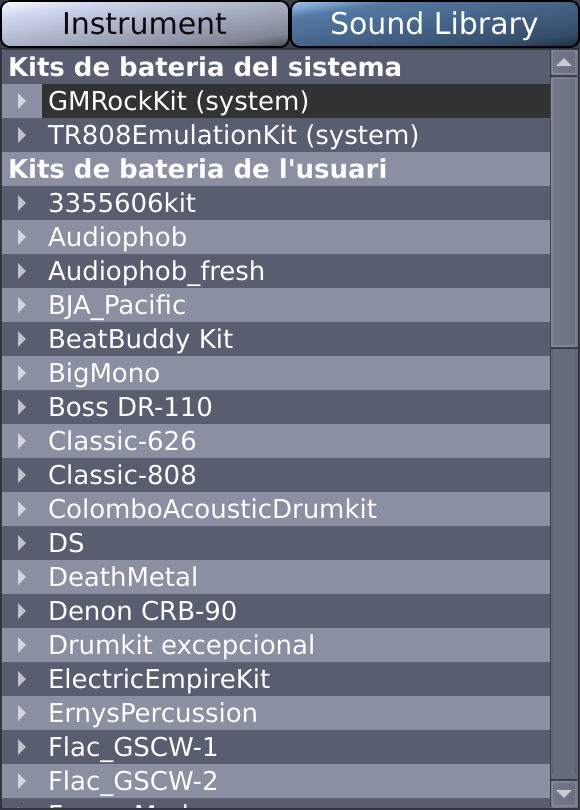 Instrument
Sound Library
Kits de bateria del sistema
GMRockKit (system)
TR808EmulationKit (system)
Kits de bateria de l'usuari
3355606kit
Audiophob
Audiophob_fresh
BJA_Pacific
BeatBuddy Kit
BigMono
Boss DR-110
Classic-626
Classic-808
ColomboAcousticDrumkit
DS
DeathMetal
Denon CRB-90
Drumkit excepcional
ElectricEmpireKit
ErnysPercussion
Flac_GSCW-1
Flac_GSCW-2